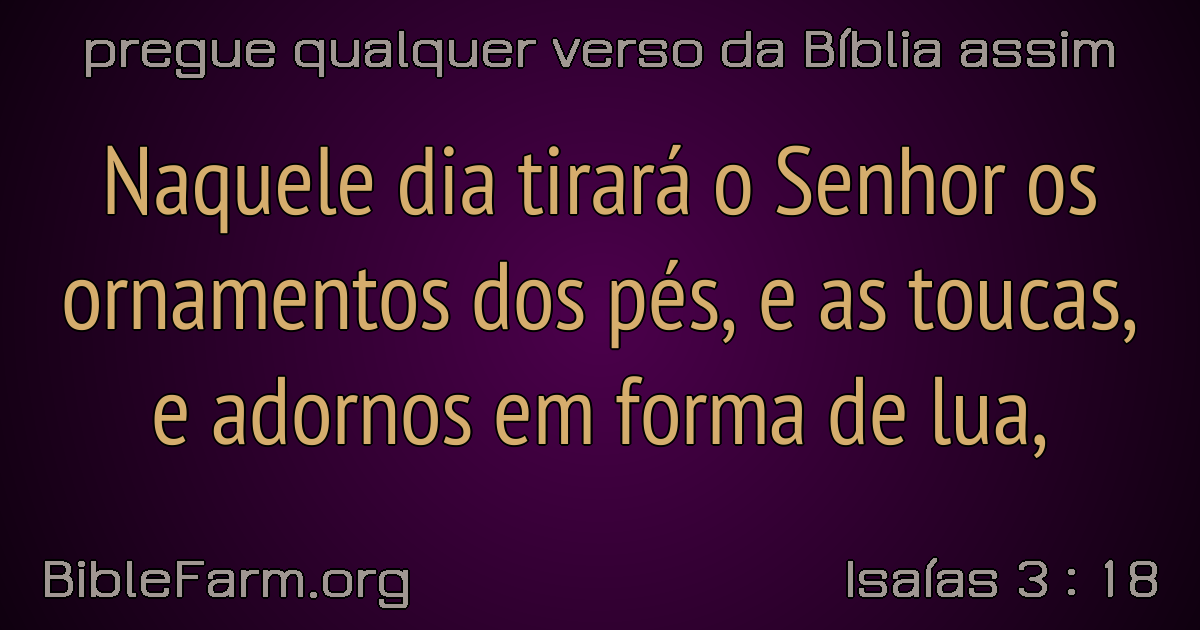 pregue qualquer verso da Bíblia assim
Naquele dia tirará o Senhor os
ornamentos dos pés, e as toucas,
e adornos em forma de lua,
BibleFarm.org
Isaías 3 : 18